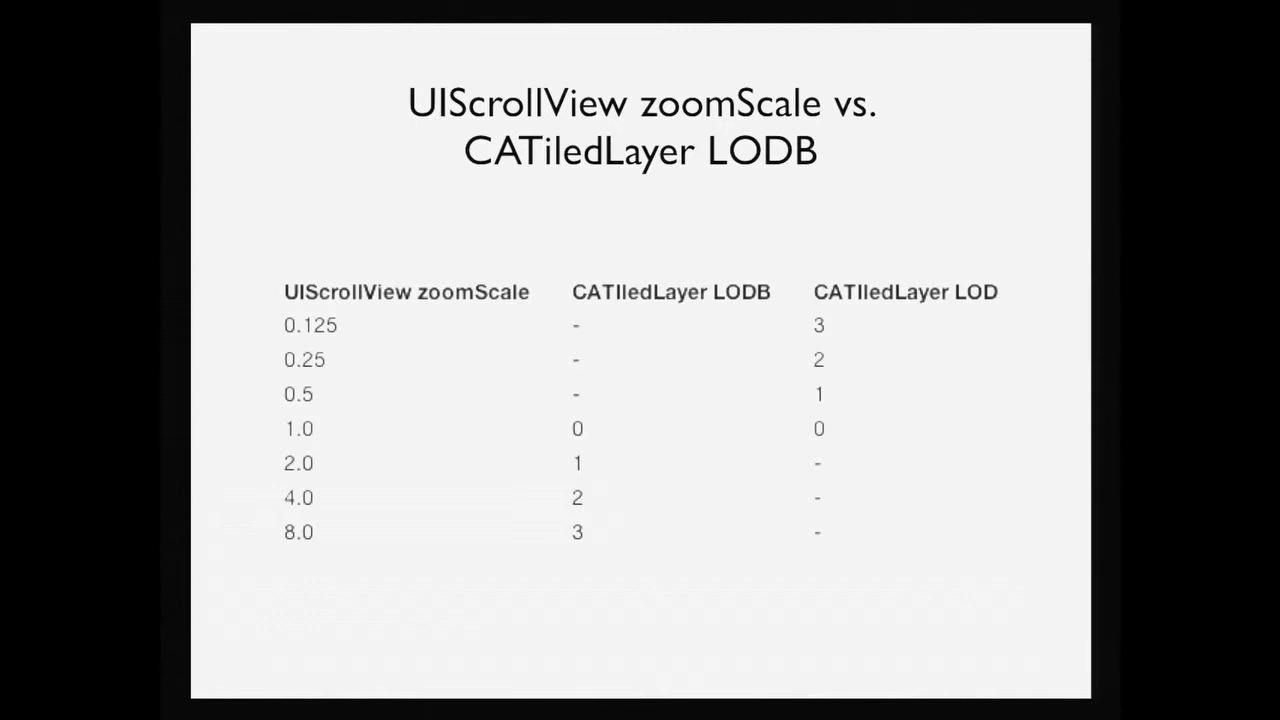 UIScrollView zoomScale vs.
CATiledLayer LODB
UIScrollView zoomScale CATIledLayer LODB CATIledLayer LOD
0.125 - 3
0.25 - 2
0.5 - 1
1.0 0 0
2.0 1 -
4.0 2 -
8.0 3 -